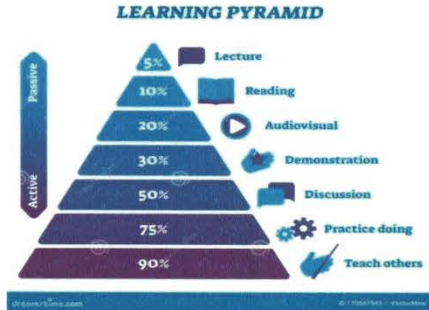 LEARNING PYRAMID
5% Lecture
10% Reading
20% Audiovisual
30% Demonstration
50% Discussion
75% Practice doing
90% Teach others
Passive
Active
dreamstime.com